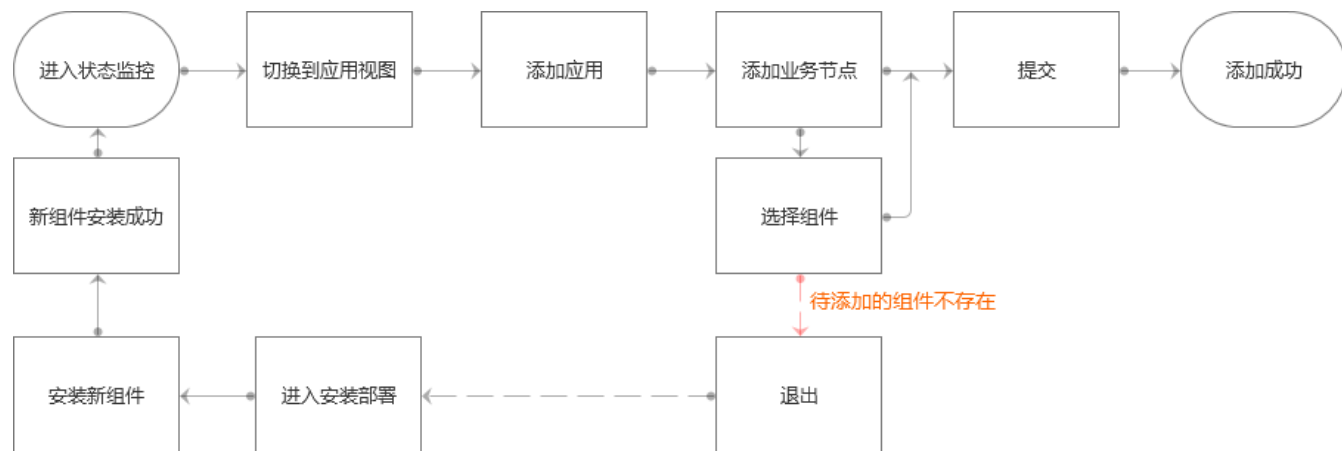 进入状态监控
切换到应用视图
添加应用
添加业务节点
提交
添加成功
新组件安装成功
选择组件
待添加的组件不存在
安装新组件
进入安装部署
退出